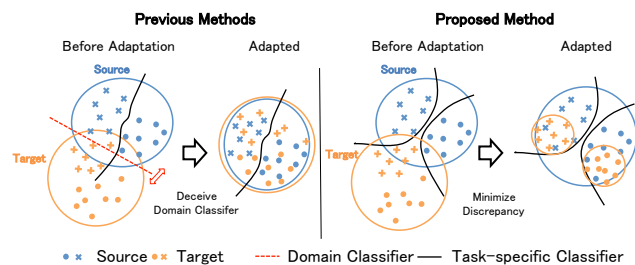 Previous Methods
Before Adaptation
Adapted
Source
Target
Deceive
Domain Classifer
Proposed Method
Before Adaptation
Adapted
Source
Target
Minimize
Discrepancy
Source Target Domain Classifier Task-specific Classifier